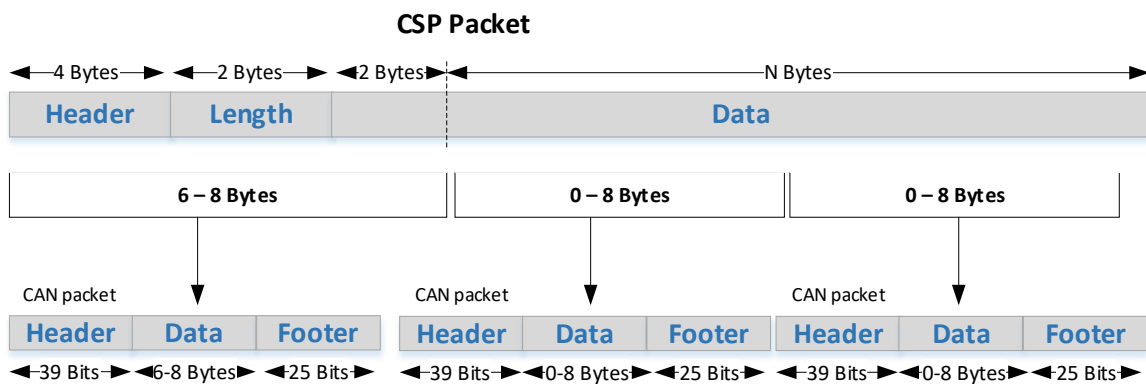 CSP Packet
4 Bytes 2 Bytes 2 Bytes N Bytes
Header Length Data
6 – 8 Bytes 0 – 8 Bytes 0 – 8 Bytes
CAN packet CAN packet CAN packet
Header Data Footer Header Data Footer Header Data Footer
39 Bits 6-8 Bytes 25 Bits 39 Bits 0-8 Bytes 25 Bits 39 Bits 0-8 Bytes 25 Bits